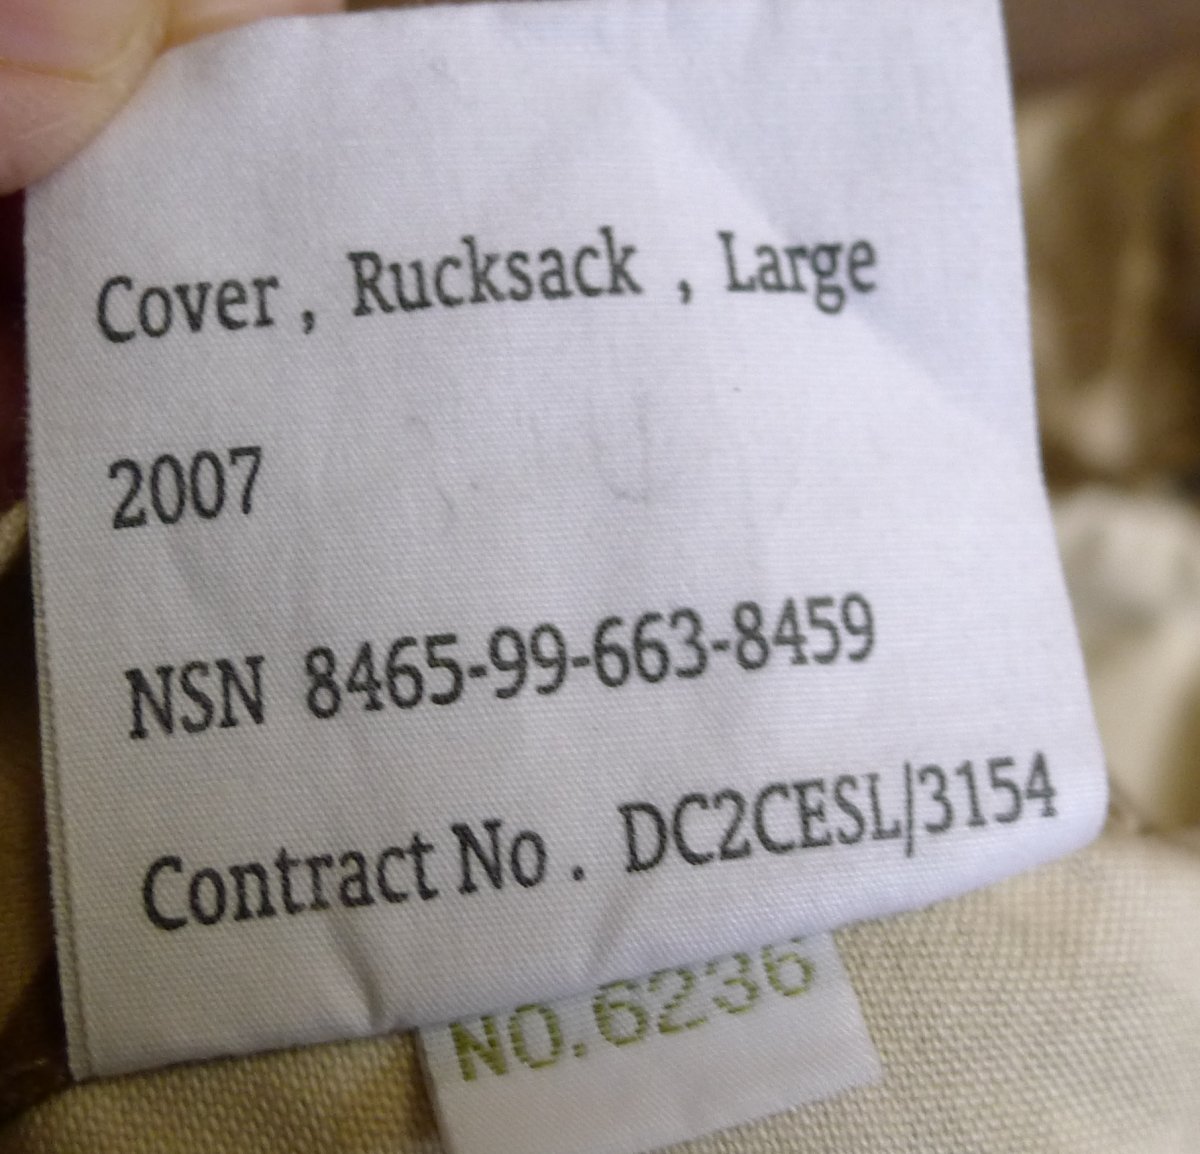 Cover , Rucksack , Large
2007
NSN 8465-99-663-8459
Contract No . DC2CESL/3154
NO.6236